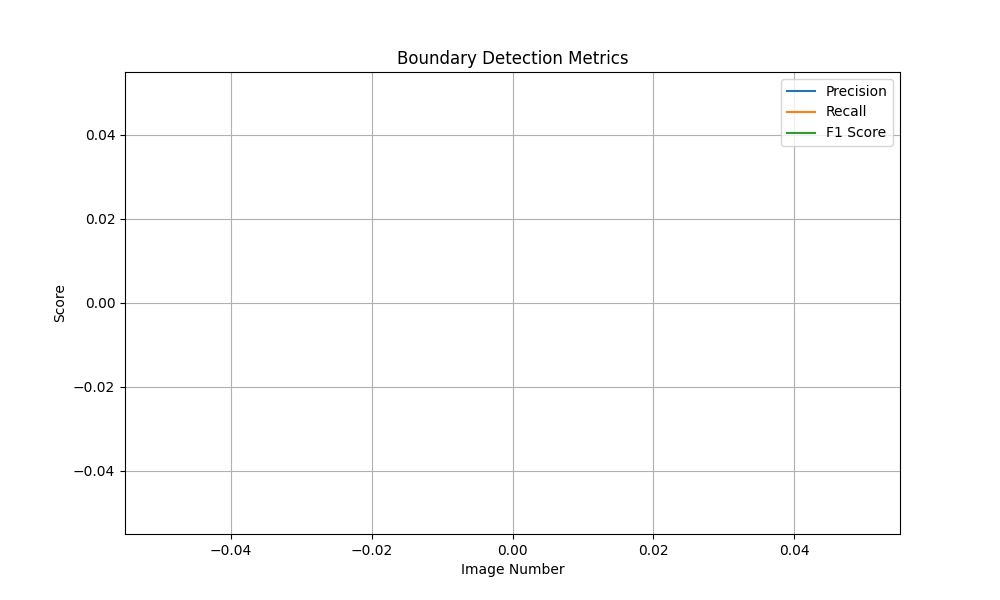 Boundary Detection Metrics
Precision
Recall
F1 Score
0.04
0.02
0.00
−0.02
−0.04
Score
−0.04
−0.02
0.00
0.02
0.04
Image Number